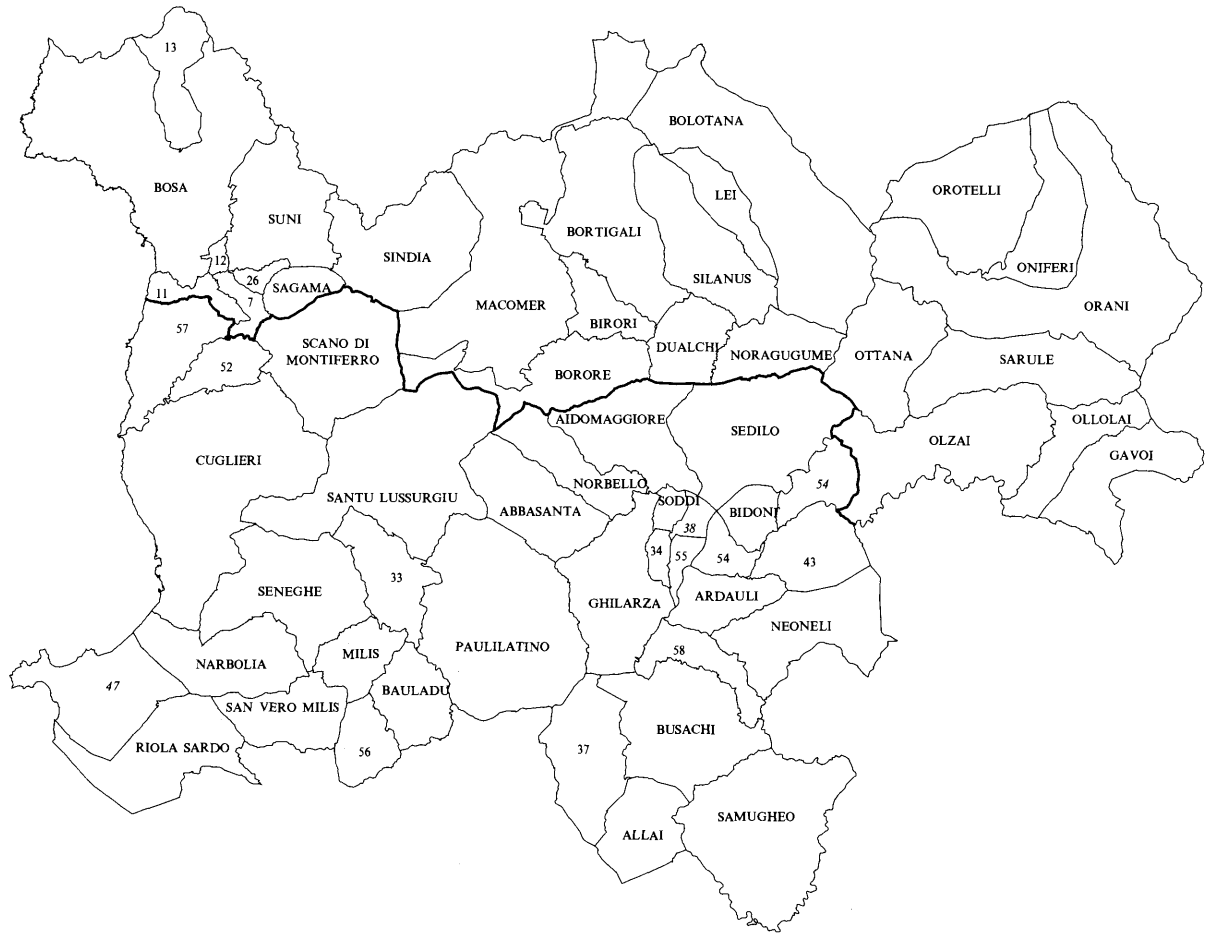 13
BOLOTANA
BOSA
SUNI
LEI
OROTELLI
BORTIGALI
SINDIA
12
ONIFERI
SILANUS
26
SAGAMA
11
7
MACOMER
ORANI
57
BIRORI
SCANO DI
MONTIFERRO
DUALCHI
NORAGUGUME
OTTANA
SARULE
52
BORORE
AIDOMAGGIORE
SEDILO
OLLOLAI
OLZAI
GAVOI
CUGLIERI
NORBELLO
54
SANTU LUSSURGIU
SODDI
ABBASANTA
BIDONI
38
34
55
54
43
33
SENEGHE
GHILARZA
ARDAULI
NEONELI
PAULILATINO
MILIS
58
NARBOLIA
47
BAULADU
SAN VERO MILIS
BUSACHI
RIOLA SARDO
56
37
SAMUGHEO
ALLAI